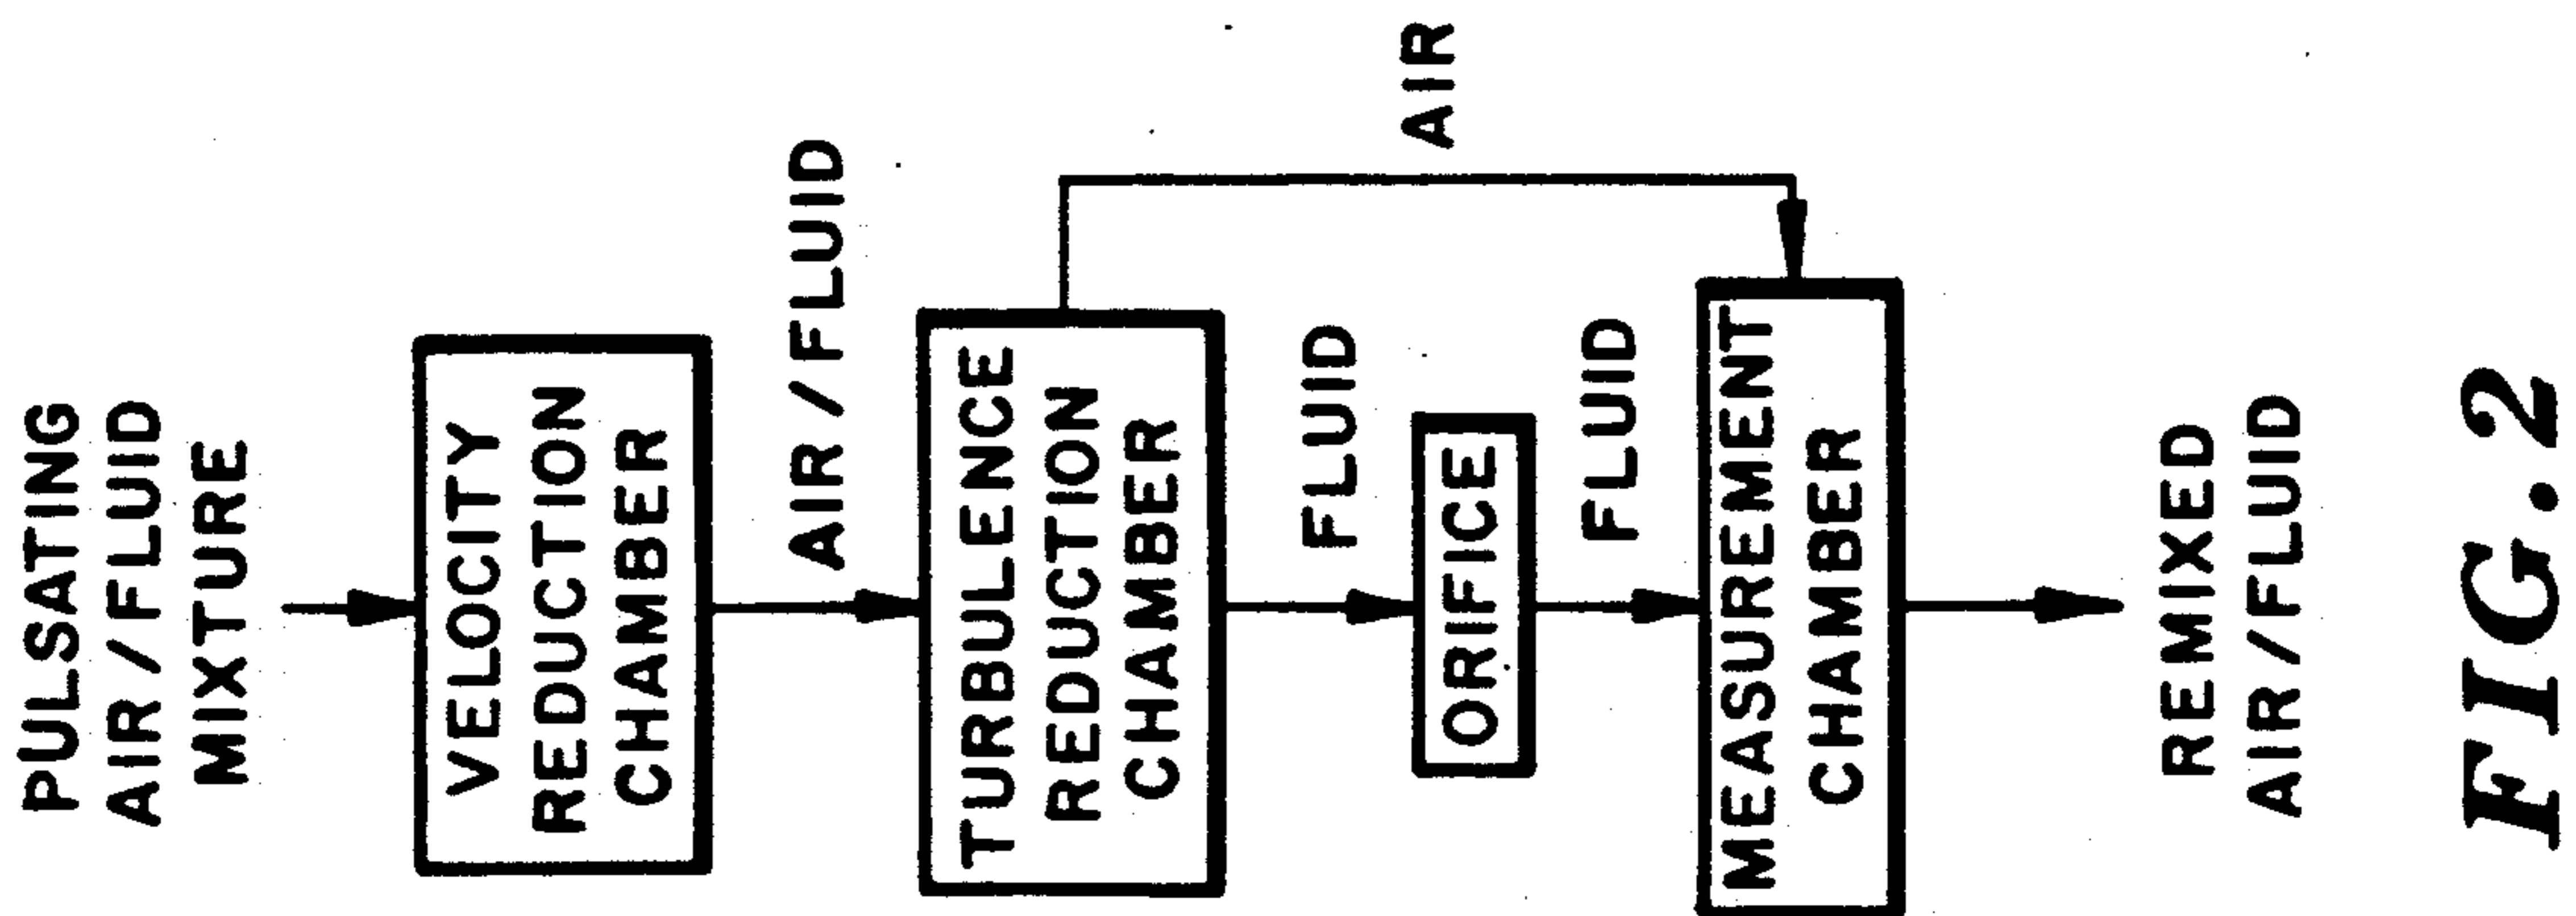 PULSATING
AIR/FLUID
MIXTURE
VELOCITY
REDUCTION
CHAMBER
AIR/FLUID
TURBULENCE
REDUCTION
CHAMBER
AIR
FLUID
ORIFICE
FLUID
MEASUREMENT
CHAMBER
REMIXED
AIR/FLUID
FIG. 2